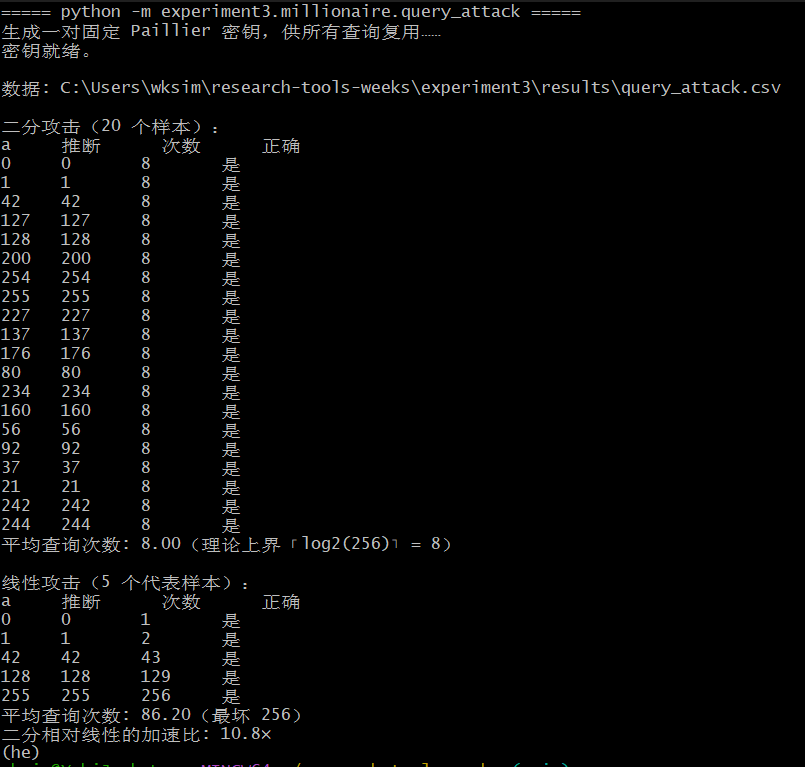 ===== python -m experiment3.millionaire.query_attack =====
生成一对固定 Paillier 密钥，供所有查询复用……
密钥就绪。
数据: C:\Users\wksim\research-tools-weeks\experiment3\results\query_attack.csv
二分攻击（20 个样本）：
a 推断 次数 正确
0 0 8 是
1 1 8 是
42 42 8 是
127 127 8 是
128 128 8 是
200 200 8 是
254 254 8 是
255 255 8 是
227 227 8 是
137 137 8 是
176 176 8 是
80 80 8 是
234 234 8 是
160 160 8 是
56 56 8 是
92 92 8 是
37 37 8 是
21 21 8 是
242 242 8 是
244 244 8 是
平均查询次数: 8.00（理论上界 ⌈log2(256)⌉ = 8）
线性攻击（5 个代表样本）：
a 推断 次数 正确
0 0 1 是
1 1 2 是
42 42 43 是
128 128 129 是
255 255 256 是
平均查询次数: 86.20（最坏 256）
二分相对线性的加速比: 10.8×
(he)